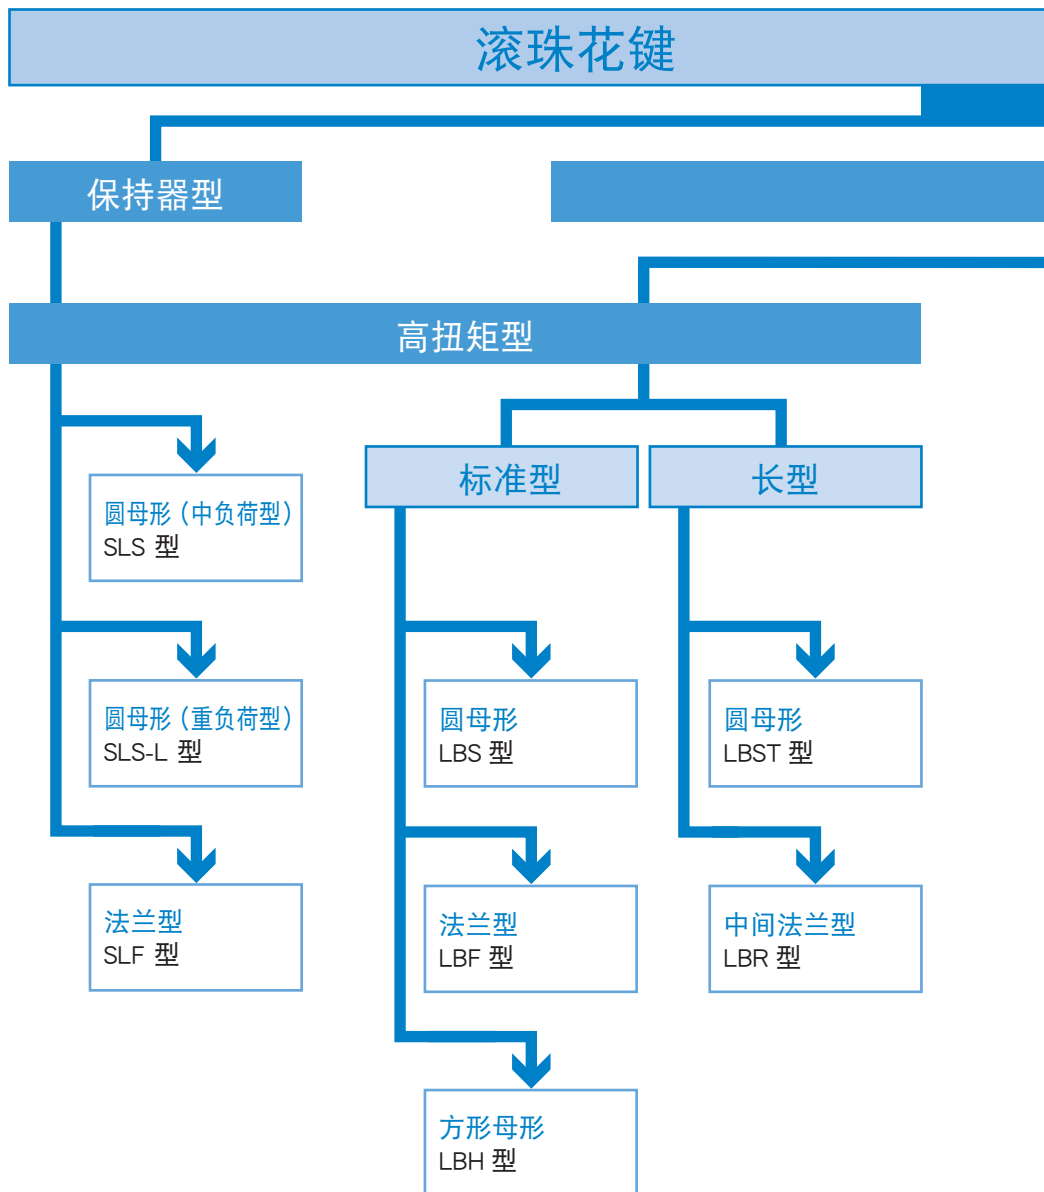 滚珠花键
保持器型
高扭矩型
标准型
长型
圆母形（中负荷型）
SLS 型
圆母形（重负荷型）
SLS-L 型
圆母形
LBS 型
圆母形
LBST 型
法兰型
SLF 型
法兰型
LBF 型
中间法兰型
LBR 型
方形母形
LBH 型